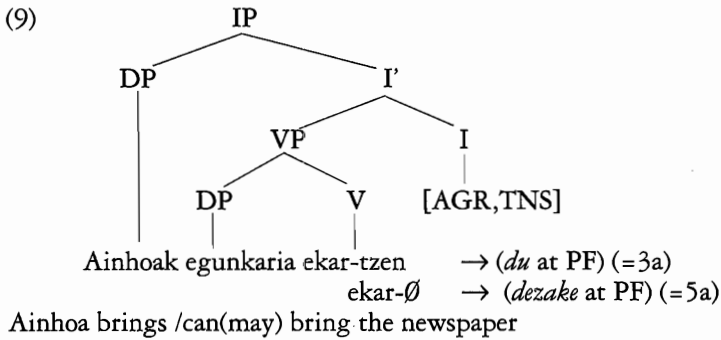 (9) IP
DP I'
VP I
DP V [AGR,TNS]
Ainhoak egunkaria ekar-tzen → (du at PF) (=3a)
ekar-Ø → (dezake at PF) (=5a)
Ainhoa brings /can(may) bring the newspaper